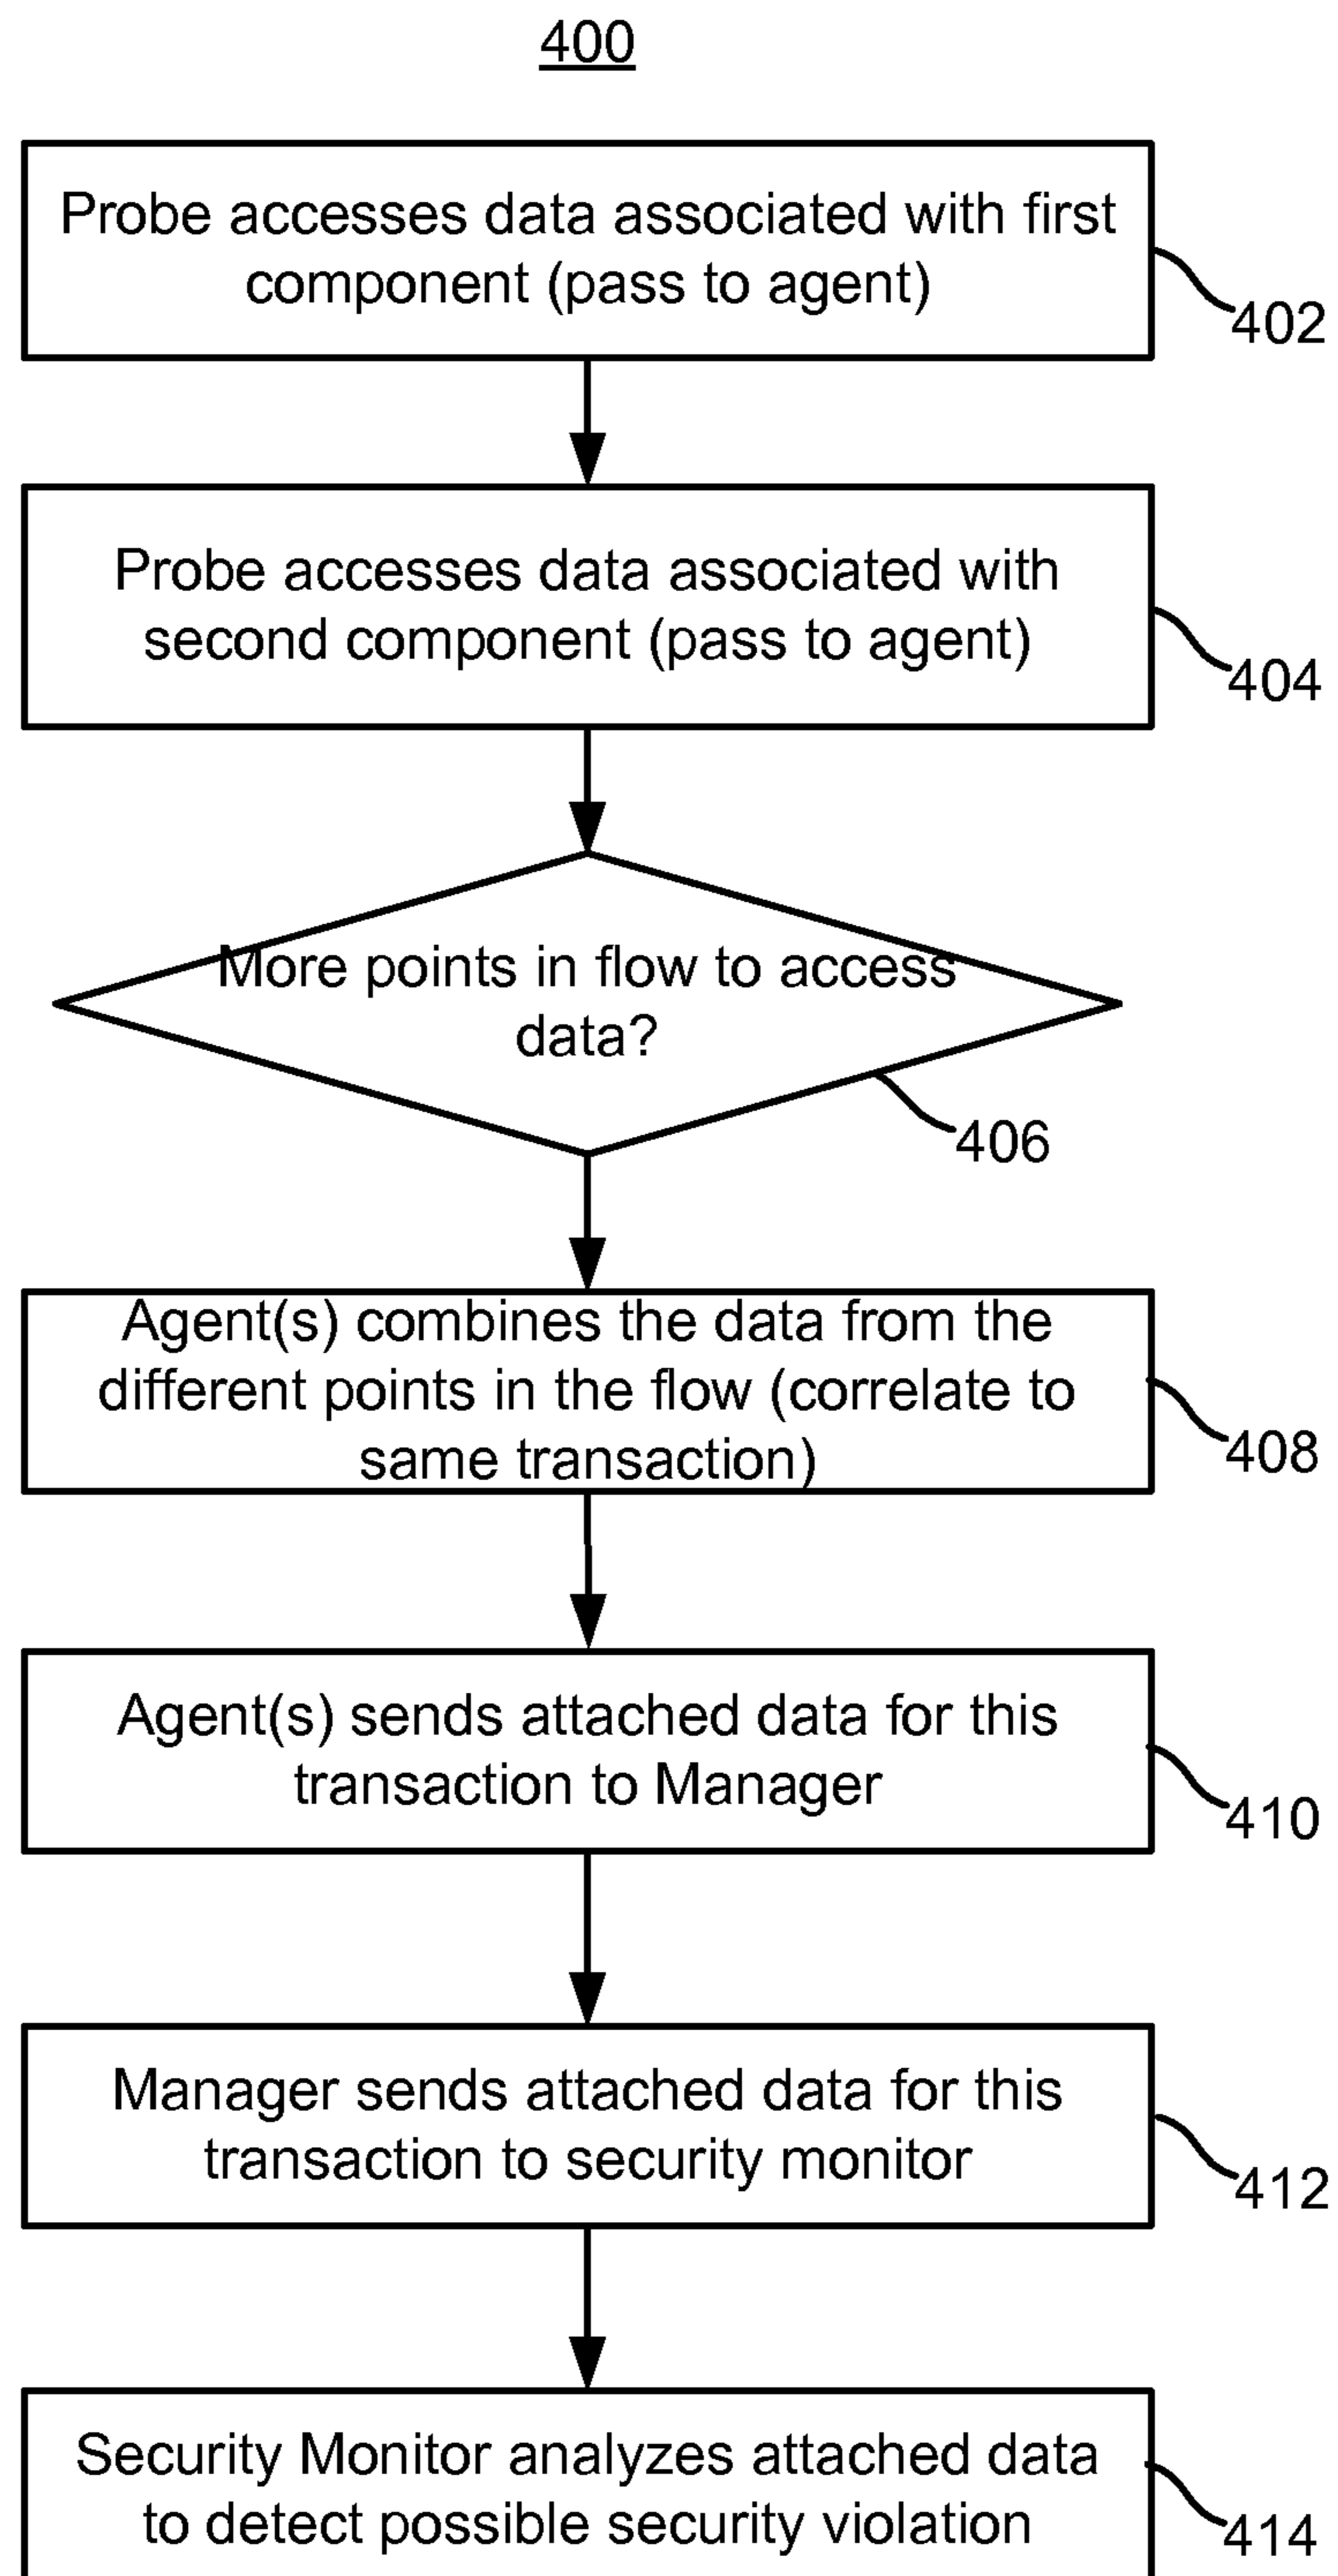 400
Probe accesses data associated with first
component (pass to agent)
402
Probe accesses data associated with
second component (pass to agent)
404
More points in flow to access
data?
406
Agent(s) combines the data from the
different points in the flow (correlate to
same transaction)
408
Agent(s) sends attached data for this
transaction to Manager
410
Manager sends attached data for this
transaction to security monitor
412
Security Monitor analyzes attached data
to detect possible security violation
414